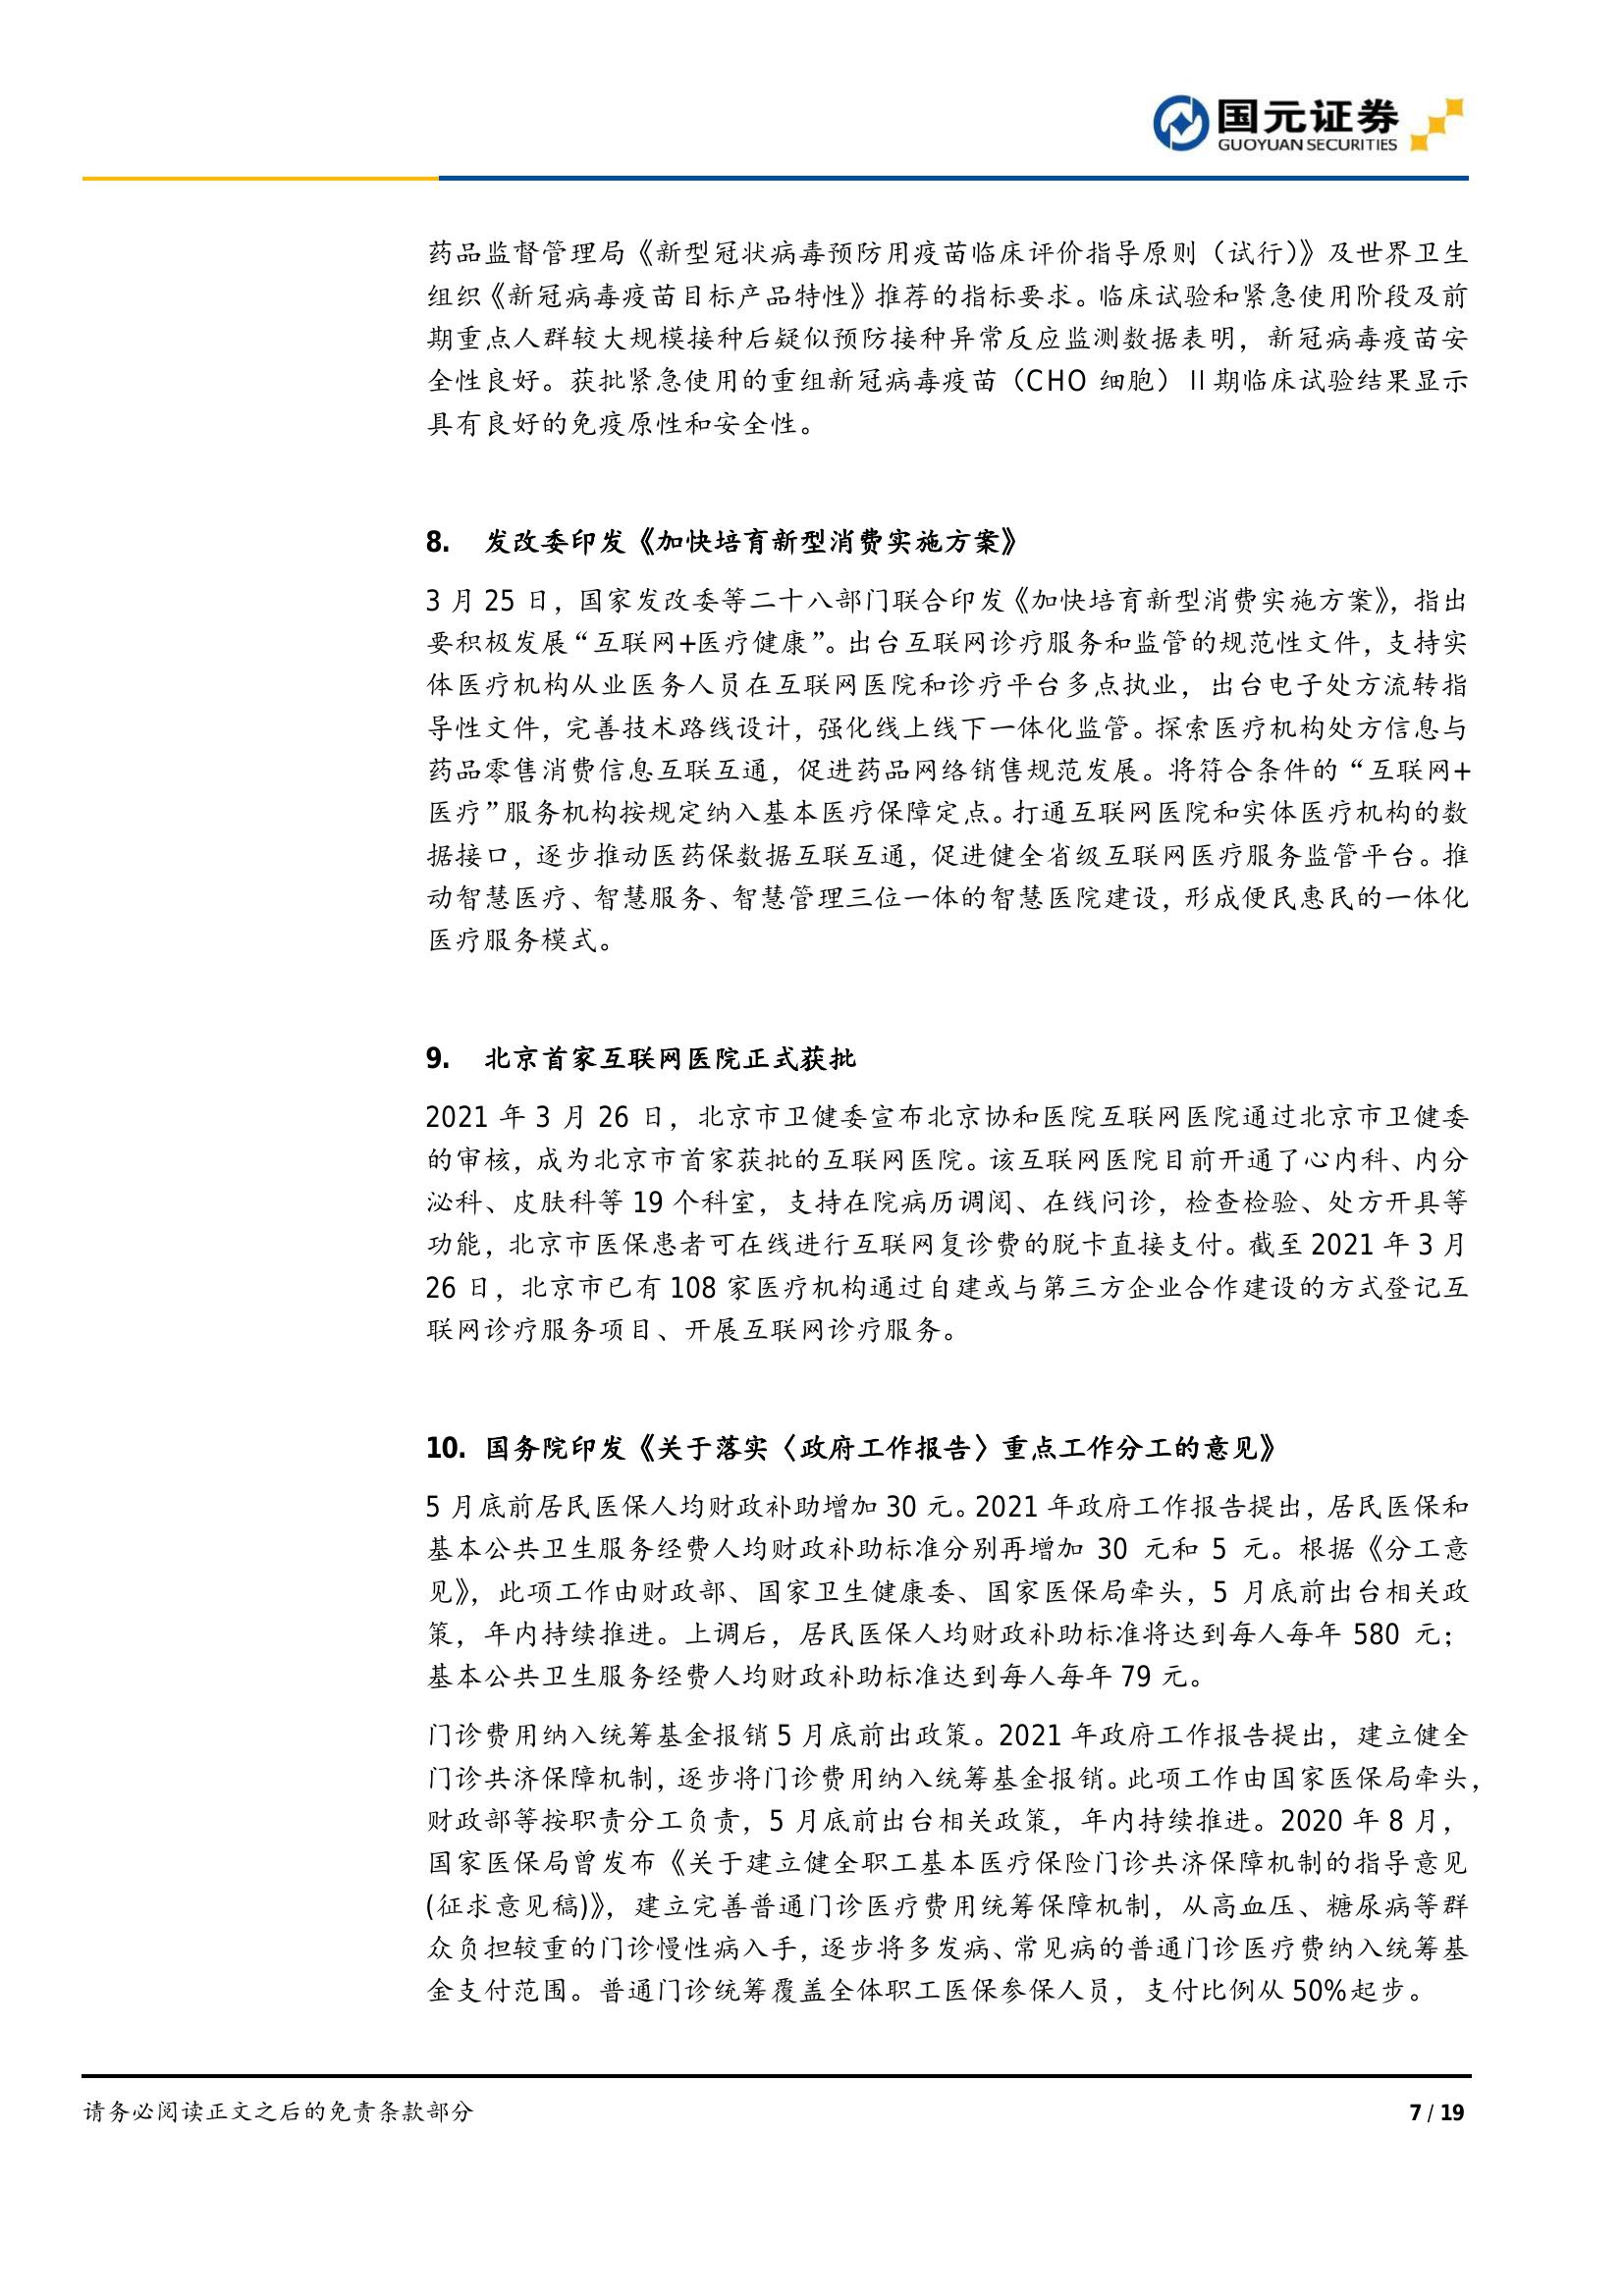 国元证券
GUOYUAN SECURITIES
药品监督管理局《新型冠状病毒预防用疫苗临床评价指导原则（试行）》及世界卫生
组织《新冠病毒疫苗目标产品特性》推荐的指标要求。临床试验和紧急使用阶段及前
期重点人群较大规模接种后疑似预防接种异常反应监测数据表明，新冠病毒疫苗安
全性良好。获批紧急使用的重组新冠病毒疫苗（CHO 细胞）Ⅱ期临床试验结果显示
具有良好的免疫原性和安全性。
8. 发改委印发《加快培育新型消费实施方案》
3 月 25 日，国家发改委等二十八部门联合印发《加快培育新型消费实施方案》，指出
要积极发展“互联网+医疗健康”。出台互联网诊疗服务和监管的规范性文件，支持实
体医疗机构从业医务人员在互联网医院和诊疗平台多点执业，出台电子处方流转指
导性文件，完善技术路线设计，强化线上线下一体化监管。探索医疗机构处方信息与
药品零售消费信息互联互通，促进药品网络销售规范发展。将符合条件的“互联网+
医疗”服务机构按规定纳入基本医疗保障定点。打通互联网医院和实体医疗机构的数
据接口，逐步推动医药保数据互联互通，促进健全省级互联网医疗服务监管平台。推
动智慧医疗、智慧服务、智慧管理三位一体的智慧医院建设，形成便民惠民的一体化
医疗服务模式。
9. 北京首家互联网医院正式获批
2021 年 3 月 26 日，北京市卫健委宣布北京协和医院互联网医院通过北京市卫健委
的审核，成为北京市首家获批的互联网医院。该互联网医院目前开通了心内科、内分
泌科、皮肤科等 19 个科室，支持在院病历调阅、在线问诊，检查检验、处方开具等
功能，北京市医保患者可在线进行互联网复诊费的脱卡直接支付。截至 2021 年 3 月
26 日，北京市已有 108 家医疗机构通过自建或与第三方企业合作建设的方式登记互
联网诊疗服务项目、开展互联网诊疗服务。
10. 国务院印发《关于落实〈政府工作报告〉重点工作分工的意见》
5 月底前居民医保人均财政补助增加 30 元。2021 年政府工作报告提出，居民医保和
基本公共卫生服务经费人均财政补助标准分别再增加 30 元和 5 元。根据《分工意
见》，此项工作由财政部、国家卫生健康委、国家医保局牵头，5 月底前出台相关政
策，年内持续推进。上调后，居民医保人均财政补助标准将达到每人每年 580 元；
基本公共卫生服务经费人均财政补助标准达到每人每年 79 元。
门诊费用纳入统筹基金报销 5 月底前出政策。2021 年政府工作报告提出，建立健全
门诊共济保障机制，逐步将门诊费用纳入统筹基金报销。此项工作由国家医保局牵头，
财政部等按职责分工负责，5 月底前出台相关政策，年内持续推进。2020 年 8 月，
国家医保局曾发布《关于建立健全职工基本医疗保险门诊共济保障机制的指导意见
(征求意见稿)》，建立完善普通门诊医疗费用统筹保障机制，从高血压、糖尿病等群
众负担较重的门诊慢性病入手，逐步将多发病、常见病的普通门诊医疗费纳入统筹基
金支付范围。普通门诊统筹覆盖全体职工医保参保人员，支付比例从 50%起步。
请务必阅读正文之后的免责条款部分
7 / 19